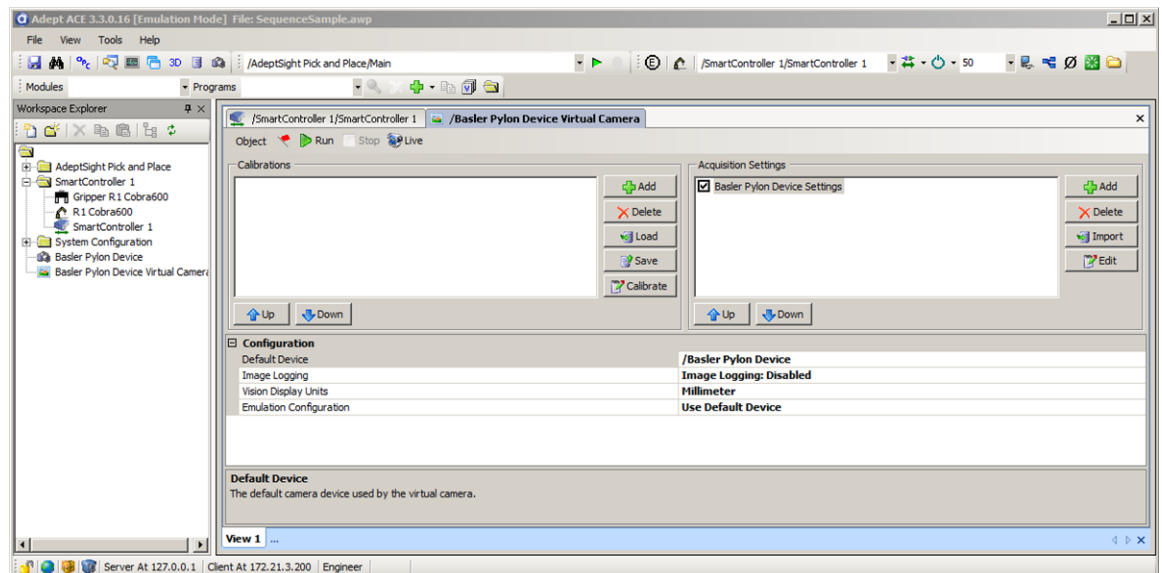 Adept ACE 3.3.0.16 [Emulation Mode] File: SequenceSample.awp
File View Tools Help
3D /AdeptSight Pick and Place/Main /SmartController 1/SmartController 1 50
Modules Programs
Workspace Explorer
AdeptSight Pick and Place
SmartController 1
Gripper R1 Cobra600
R1 Cobra600
SmartController 1
System Configuration
Basler Pylon Device
Basler Pylon Device Virtual Camera
/SmartController 1/SmartController 1 /Basler Pylon Device Virtual Camera
Object Run Stop Live
Calibrations
Add
Delete
Load
Save
Calibrate
Up Down
Acquisition Settings
Basler Pylon Device Settings
Add
Delete
Import
Edit
Up Down
Configuration
Default Device /Basler Pylon Device
Image Logging Image Logging: Disabled
Vision Display Units Millimeter
Emulation Configuration Use Default Device
Default Device
The default camera device used by the virtual camera.
View 1 ...
Server At 127.0.0.1 Client At 172.21.3.200 Engineer